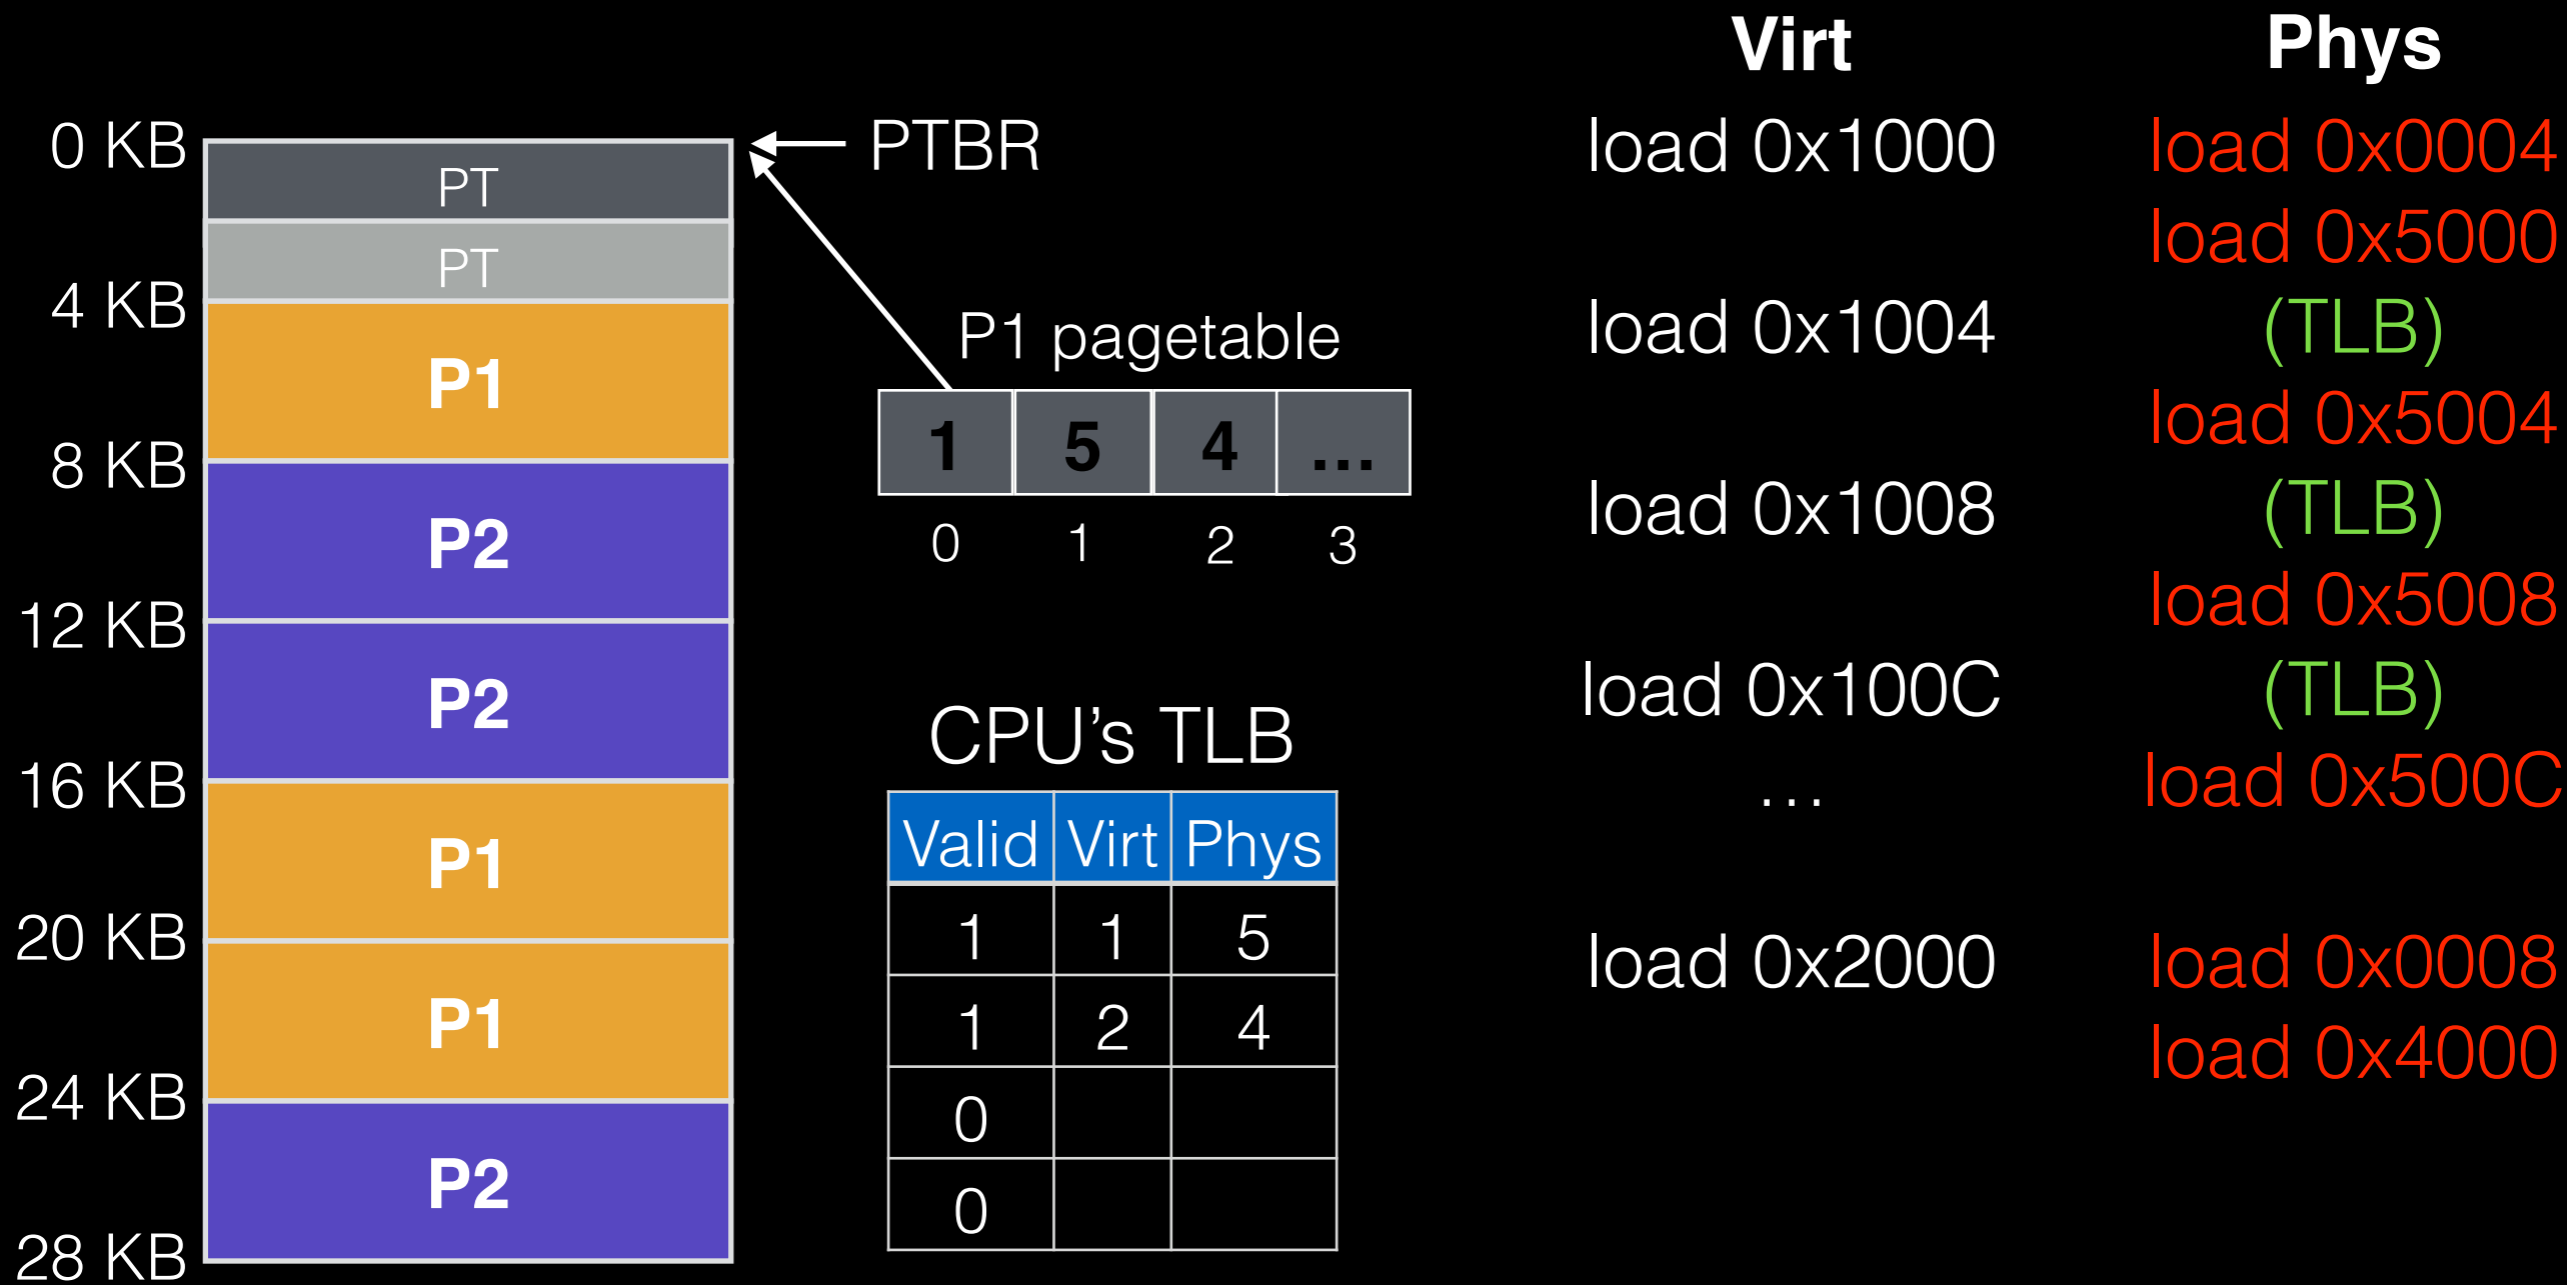 0 KB
PT
PT
4 KB
P1
8 KB
P2
12 KB
P2
16 KB
P1
20 KB
P1
24 KB
P2
28 KB
PTBR
P1 pagetable
1 5 4 ...
0 1 2 3
CPU’s TLB
Valid Virt Phys
1 1 5
1 2 4
0
0
Virt Phys
load 0x1000 load 0x0004
load 0x5000
load 0x1004 (TLB)
load 0x5004
load 0x1008 (TLB)
load 0x5008
load 0x100C (TLB)
... load 0x500C
load 0x2000 load 0x0008
load 0x4000